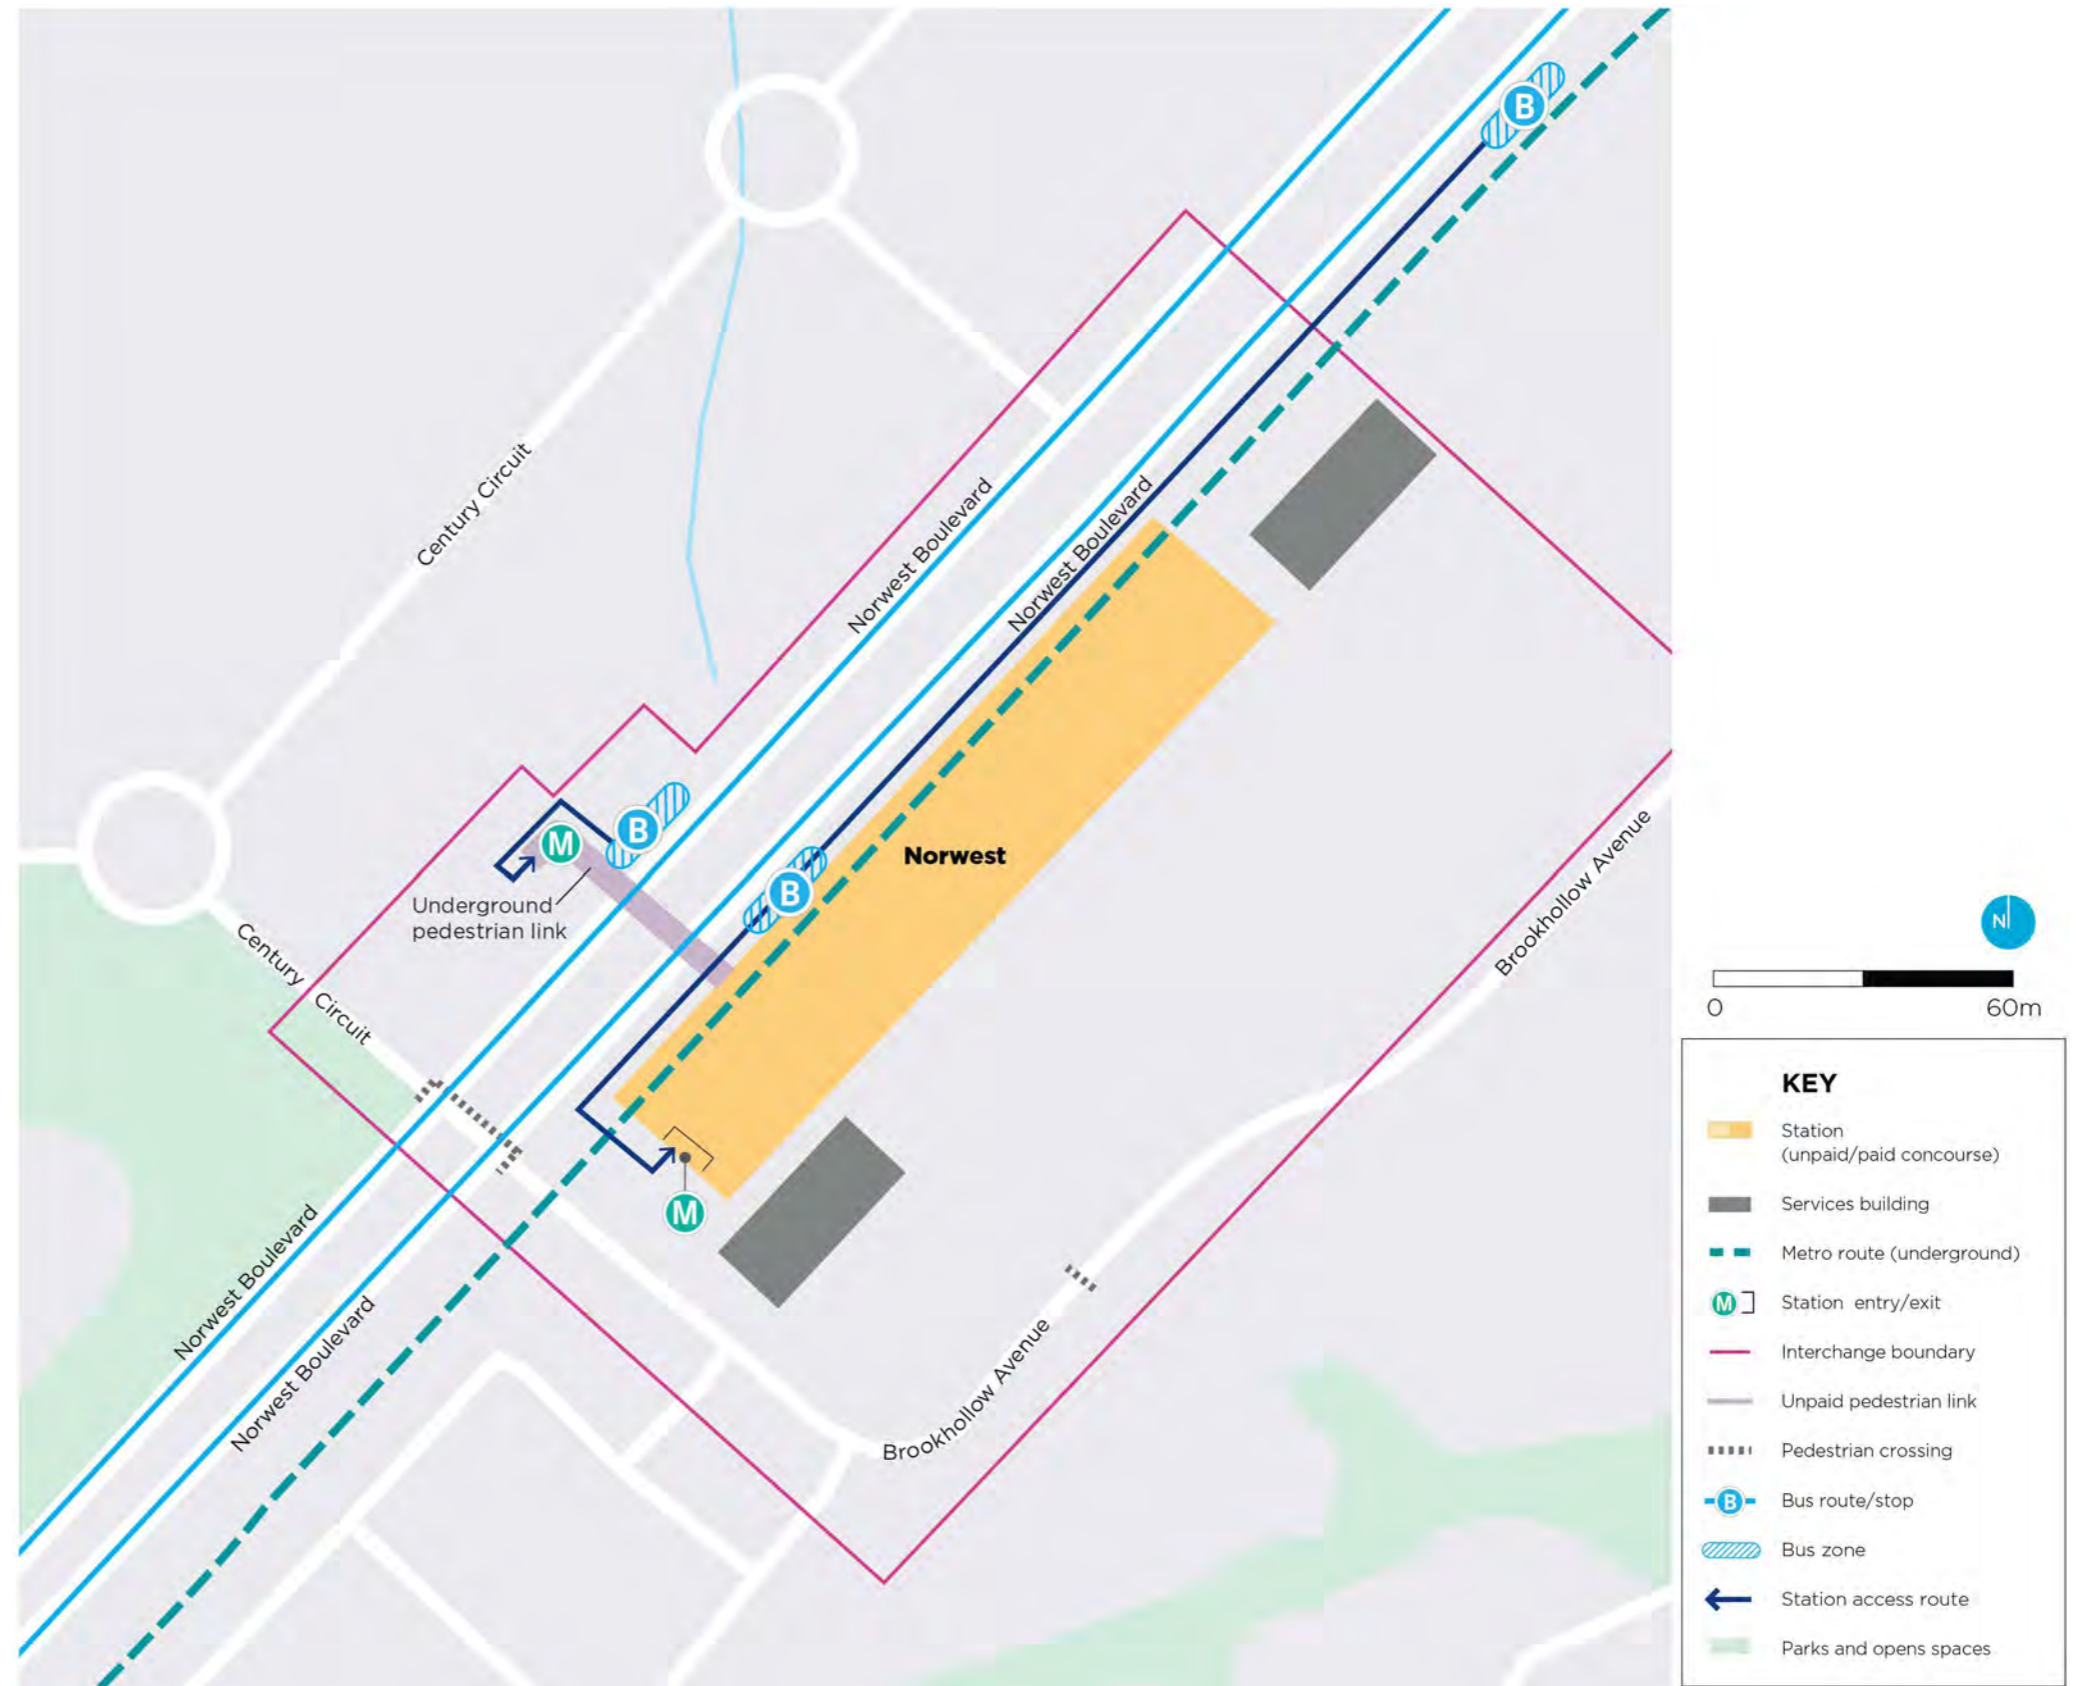 B
Century Circuit
Norwest Boulevard
Norwest Boulevard
M
B
B
Norwest
Underground
pedestrian link
Century Circuit
Brookhollow Avenue
M
Norwest Boulevard
Norwest Boulevard
Brookhollow Avenue
N
0 60m
KEY
Station
(unpaid/paid concourse)
Services building
Metro route (underground)
M Station entry/exit
Interchange boundary
Unpaid pedestrian link
Pedestrian crossing
B Bus route/stop
Bus zone
Station access route
Parks and opens spaces